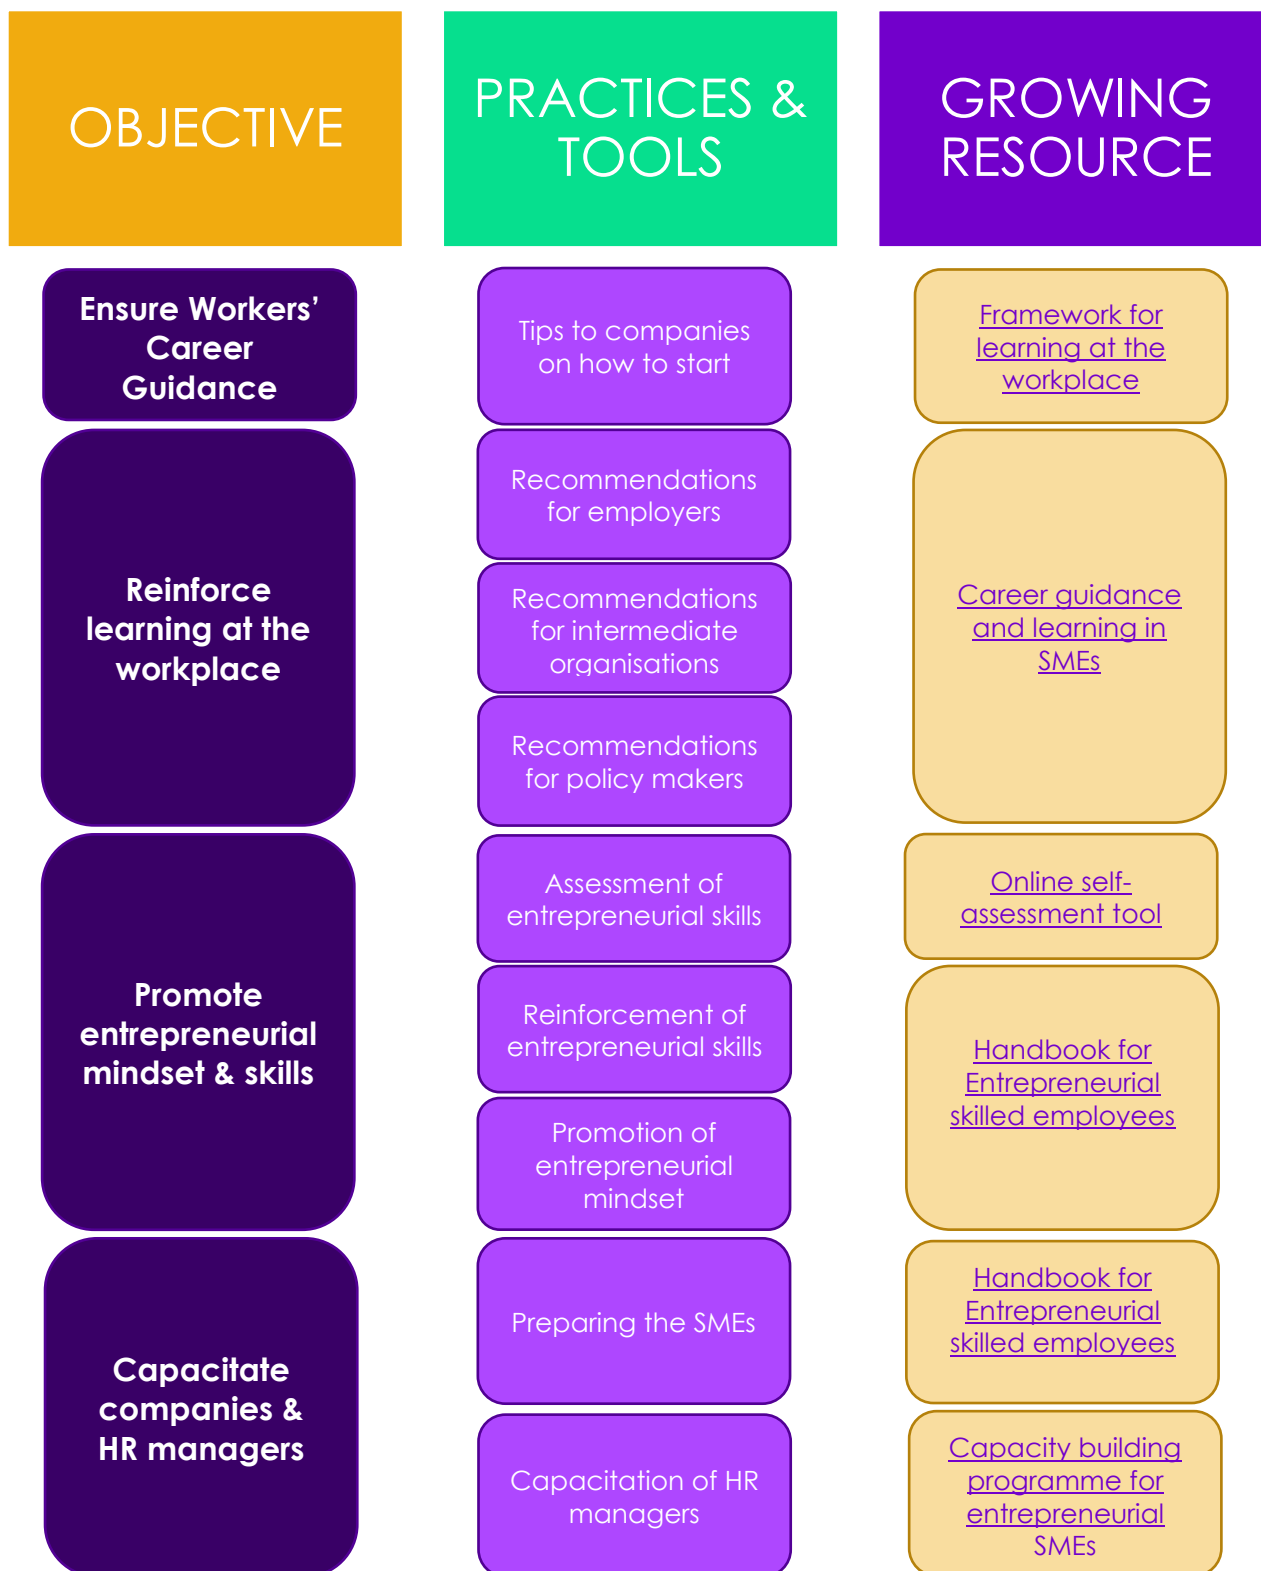 OBJECTIVE
PRACTICES &
TOOLS
GROWING
RESOURCE
Ensure Workers’
Career
Guidance
Tips to companies
on how to start
Framework for
learning at the
workplace
Reinforce
learning at the
workplace
Recommendations
for employers
Recommendations
for intermediate
organisations
Recommendations
for policy makers
Career guidance
and learning in
SMEs
Promote
entrepreneurial
mindset & skills
Assessment of
entrepreneurial skills
Reinforcement of
entrepreneurial skills
Promotion of
entrepreneurial
mindset
Online self-
assessment tool
Handbook for
Entrepreneurial
skilled employees
Capacitate
companies &
HR managers
Preparing the SMEs
Capacitation of HR
managers
Handbook for
Entrepreneurial
skilled employees
Capacity building
programme for
entrepreneurial
SMEs